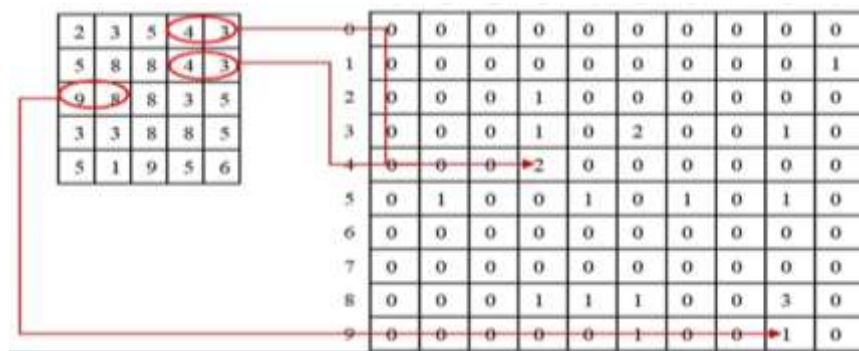 2 3 5 4 3
5 8 8 4 3
9 8 8 3 5
3 3 8 8 5
5 1 9 5 6
0 0 0 0 0 0 0 0 0 0 0
1 0 0 0 0 0 0 0 0 0 1
2 0 0 0 1 0 0 0 0 0 0
3 0 0 0 1 0 2 0 0 1 0
4 0 0 0 2 0 0 0 0 0 0
5 0 1 0 0 1 0 1 0 1 0
6 0 0 0 0 0 0 0 0 0 0
7 0 0 0 0 0 0 0 0 0 0
8 0 0 0 1 1 1 0 0 3 0
9 0 0 0 0 0 1 0 0 1 0